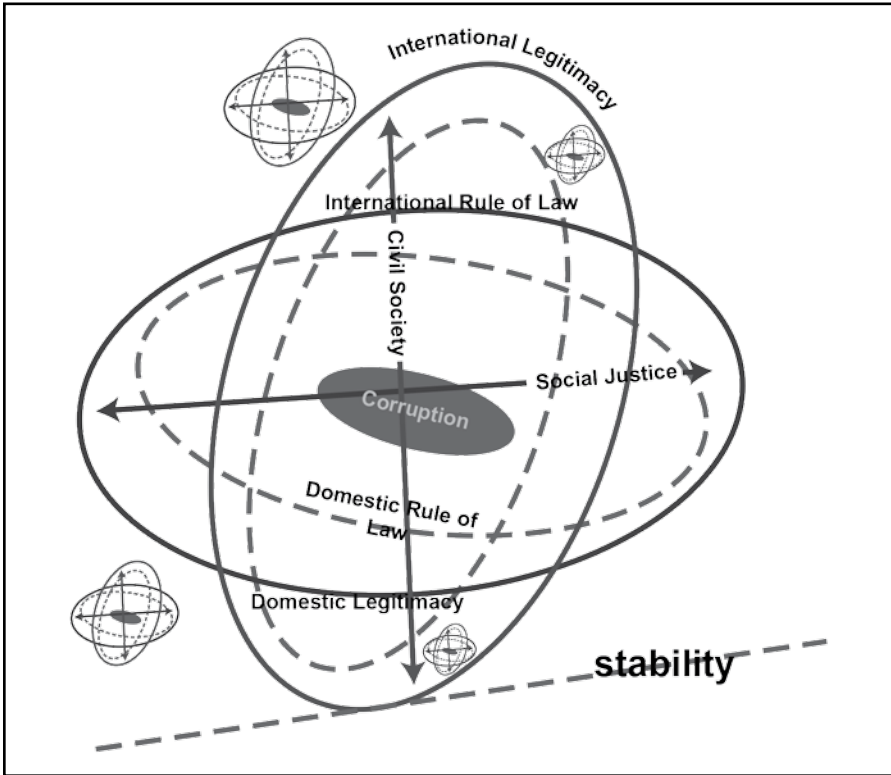 International Legitimacy
International Rule of Law
Civil Society
Social Justice
Corruption
Domestic Rule of
Law
Domestic Legitimacy
stability